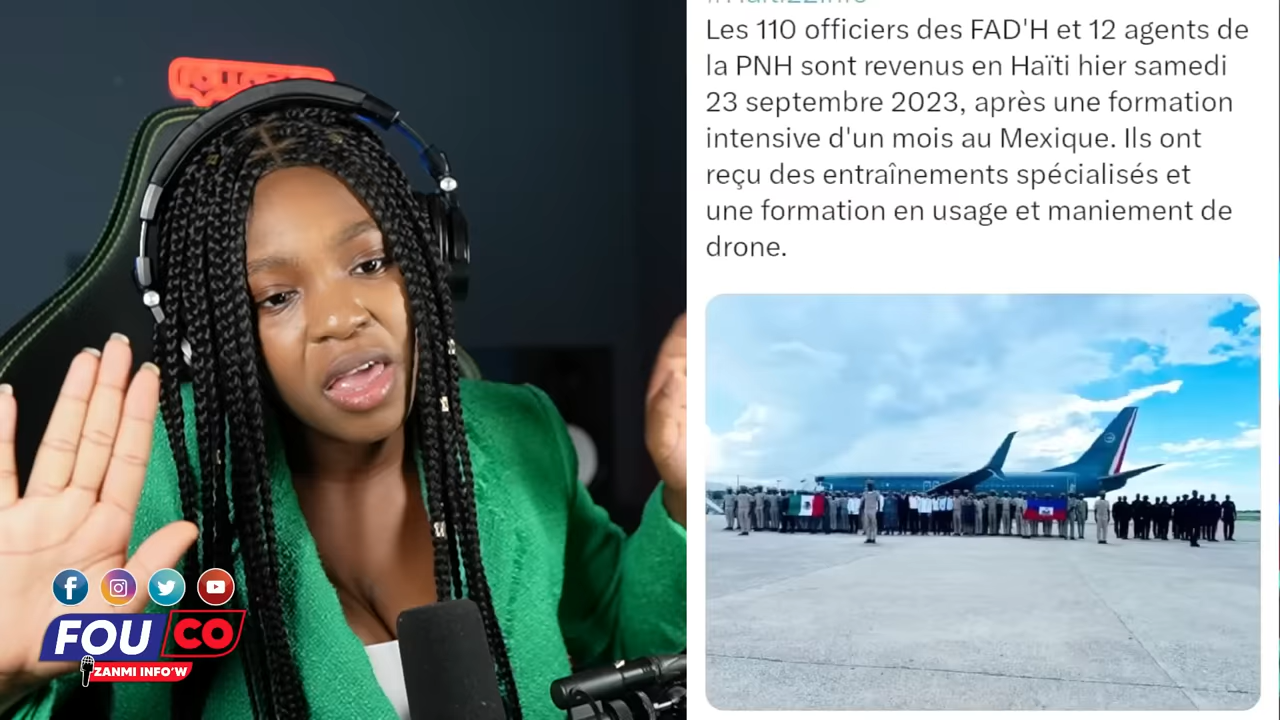 Les 110 officiers des FAD'H et 12 agents de
la PNH sont revenus en Haïti hier samedi
23 septembre 2023, après une formation
intensive d'un mois au Mexique. Ils ont
reçu des entraînements spécialisés et
une formation en usage et maniement de
drone.
FOU CO
ZANMI INFO'W